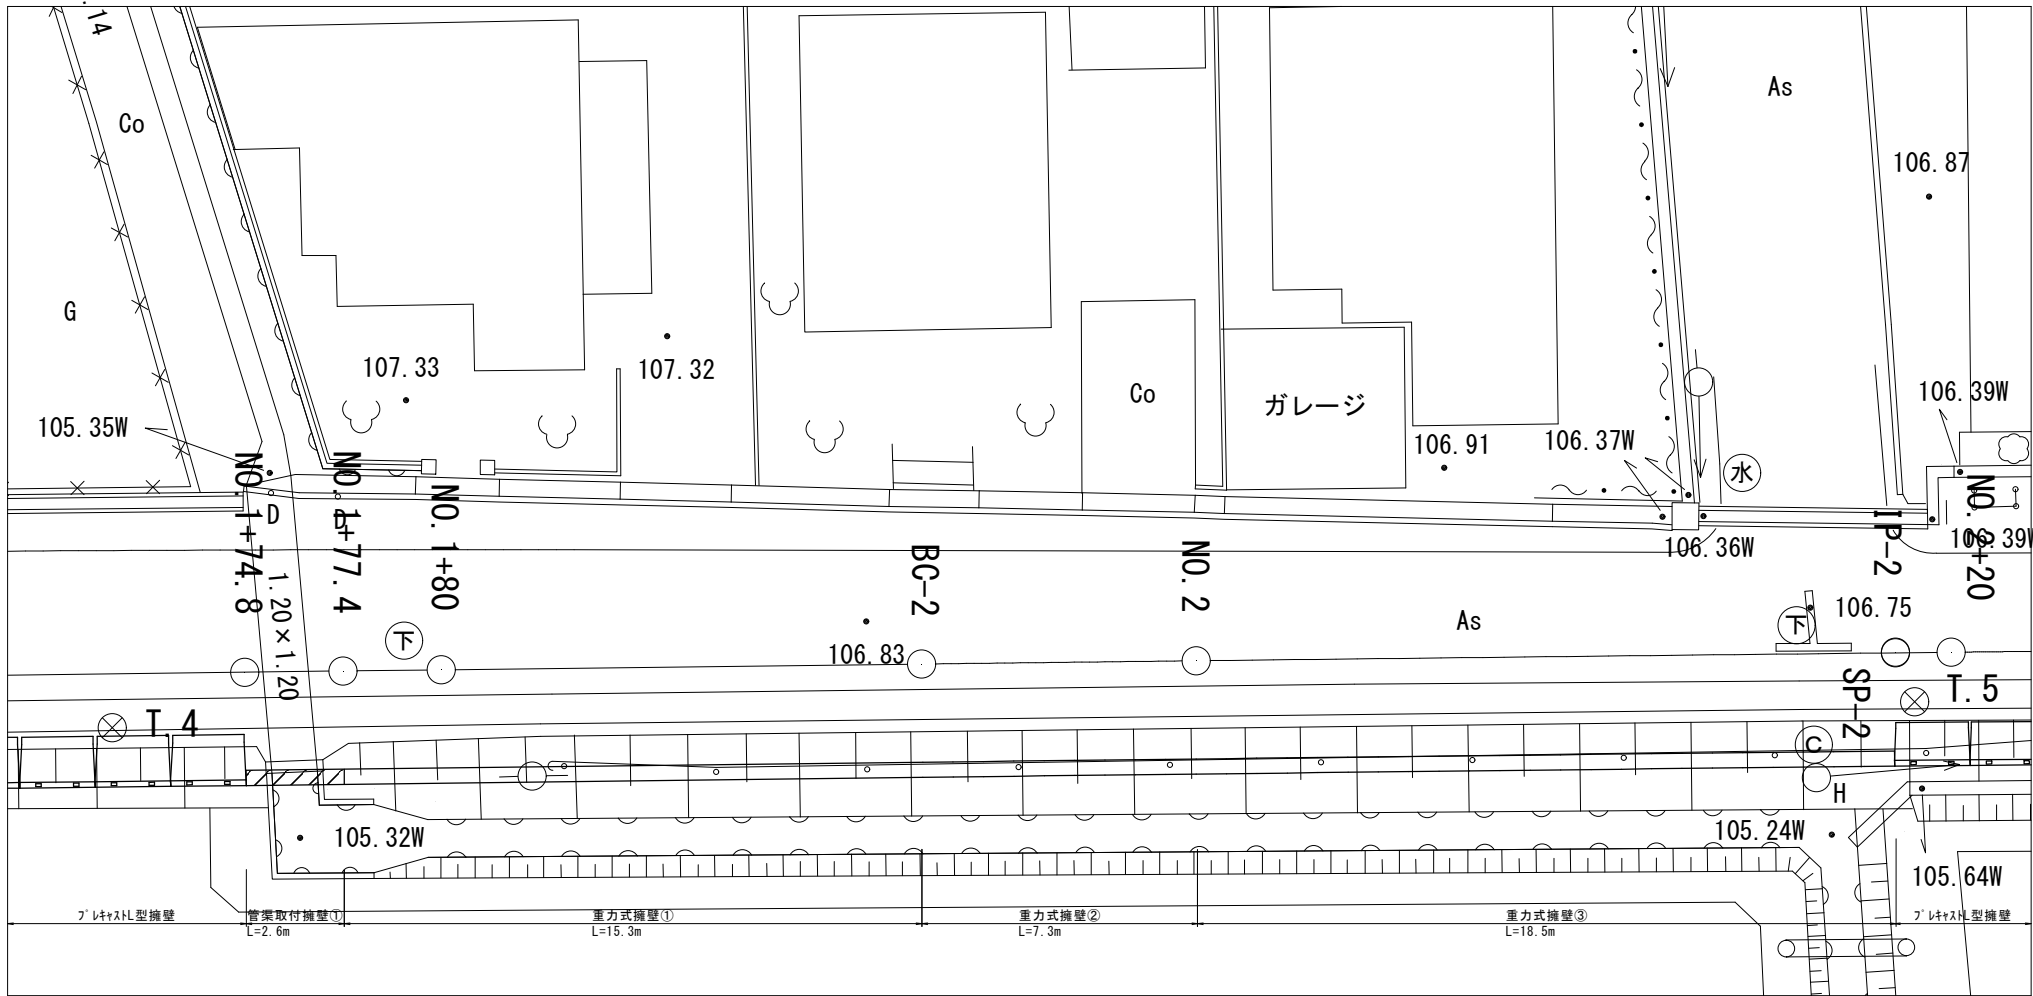 .14
Co
As
106.87
G
107.33
107.32
Co
ガレージ
106.91
106.37W
106.39W
105.35W
水
NO.1+74.8
D
NO.1+77.4
D
NO.1+80
BC-2
NO.2
106.36W
IP-2
NO.2+20
106.39W
1.20×1.20
下
106.83
As
下
106.75
T.4
SP-2
T.5
C
H
105.32W
105.24W
105.64W
プレキャストL型擁壁
管渠取付擁壁①
L=2.6m
重力式擁壁①
L=15.3m
重力式擁壁②
L=7.3m
重力式擁壁③
L=18.5m
プレキャストL型擁壁